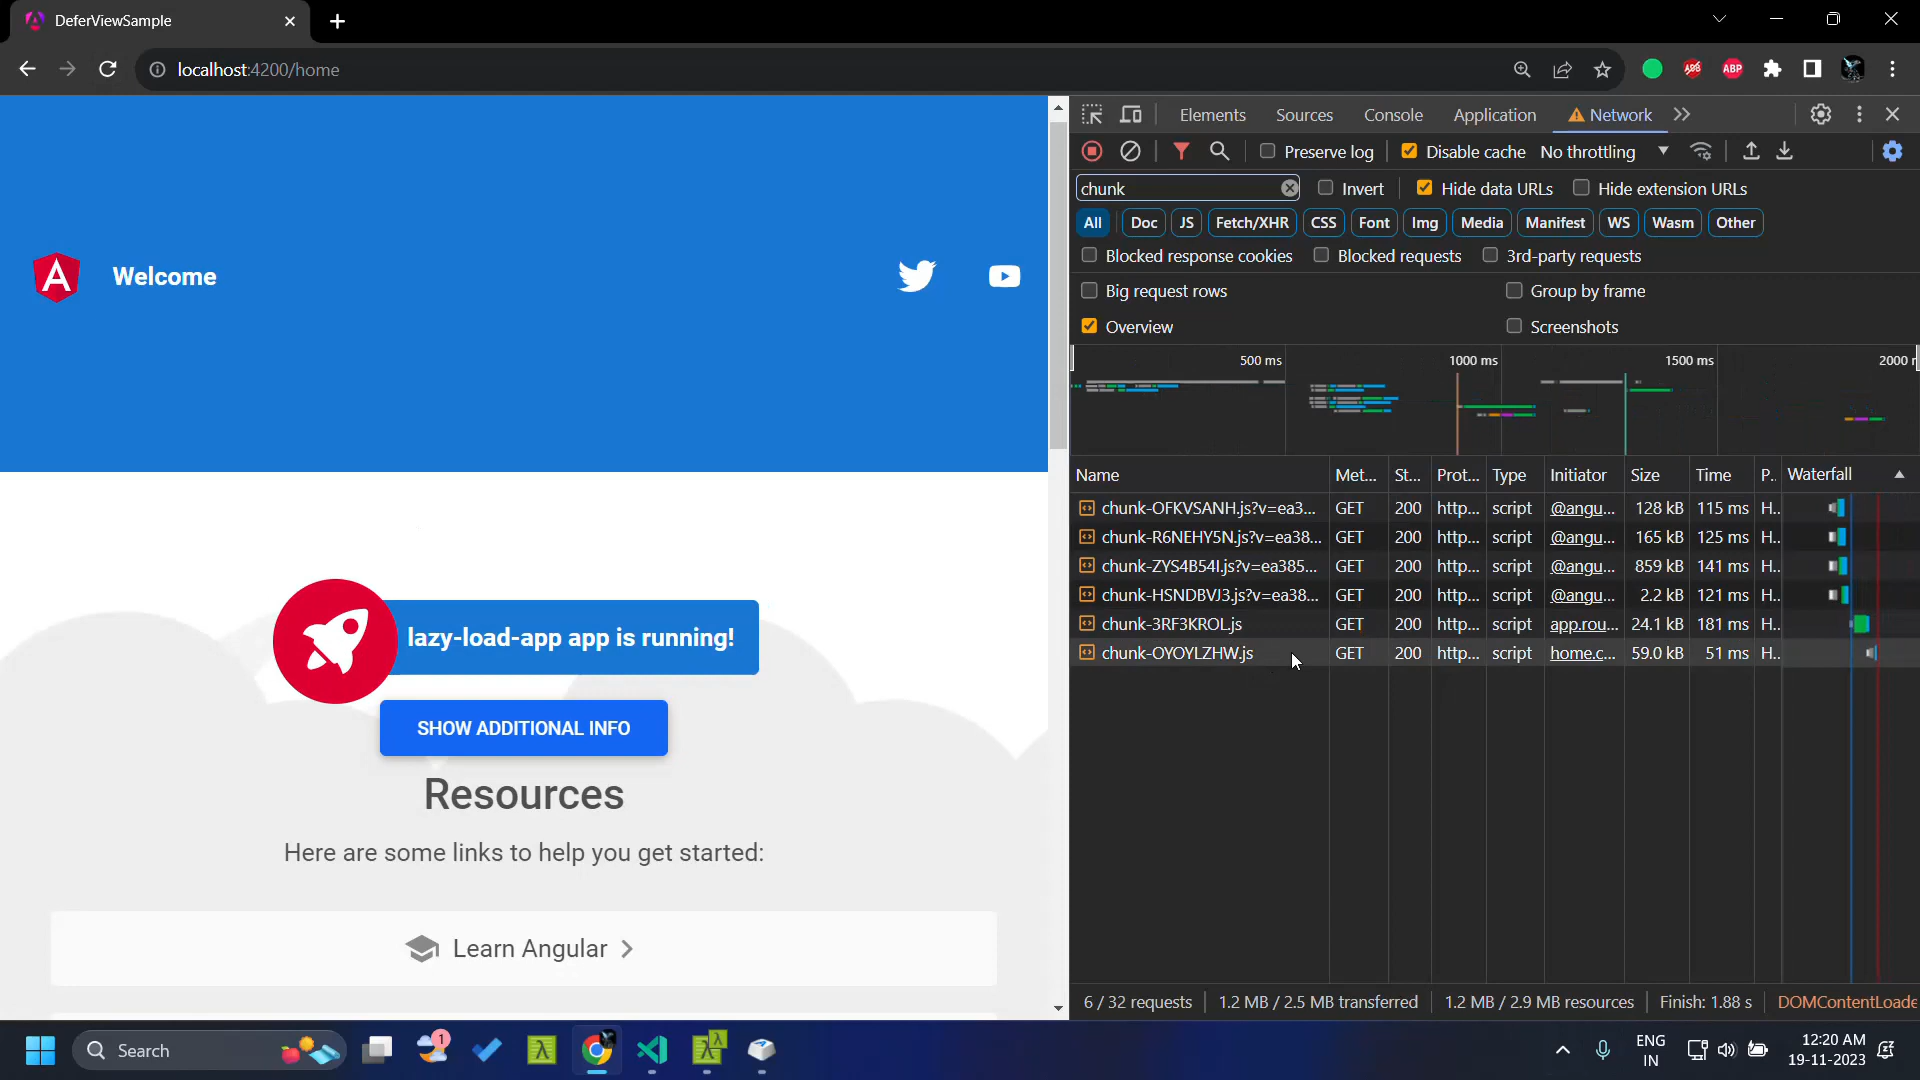 DeferViewSample
localhost:4200/home
Elements Sources Console Application Network
Preserve log Disable cache No throttling
chunk Invert Hide data URLs Hide extension URLs
All Doc JS Fetch/XHR CSS Font Img Media Manifest WS Wasm Other
Blocked response cookies Blocked requests 3rd-party requests
Big request rows Group by frame
Overview Screenshots
500 ms 1000 ms 1500 ms 2000 r
Name Met... St... Prot... Type Initiator Size Time P.. Waterfall
chunk-OFKVSANH.js?v=ea3... GET 200 http... script @angu... 128 kB 115 ms H..
chunk-R6NEHY5N.js?v=ea38... GET 200 http... script @angu... 165 kB 125 ms H..
chunk-ZYS4B54I.js?v=ea385... GET 200 http... script @angu... 859 kB 141 ms H..
chunk-HSNDBVJ3.js?v=ea38... GET 200 http... script @angu... 2.2 kB 121 ms H..
chunk-3RF3KROL.js GET 200 http... script app.rou... 24.1 kB 181 ms H..
chunk-OYOYLZHW.js GET 200 http... script home.c... 59.0 kB 51 ms H..
6 / 32 requests 1.2 MB / 2.5 MB transferred 1.2 MB / 2.9 MB resources Finish: 1.88 s DOMContentLoade
A Welcome
lazy-load-app app is running!
SHOW ADDITIONAL INFO
Resources
Here are some links to help you get started:
Learn Angular
ABP
Search
1
ENG
IN
12:20 AM
19-11-2023